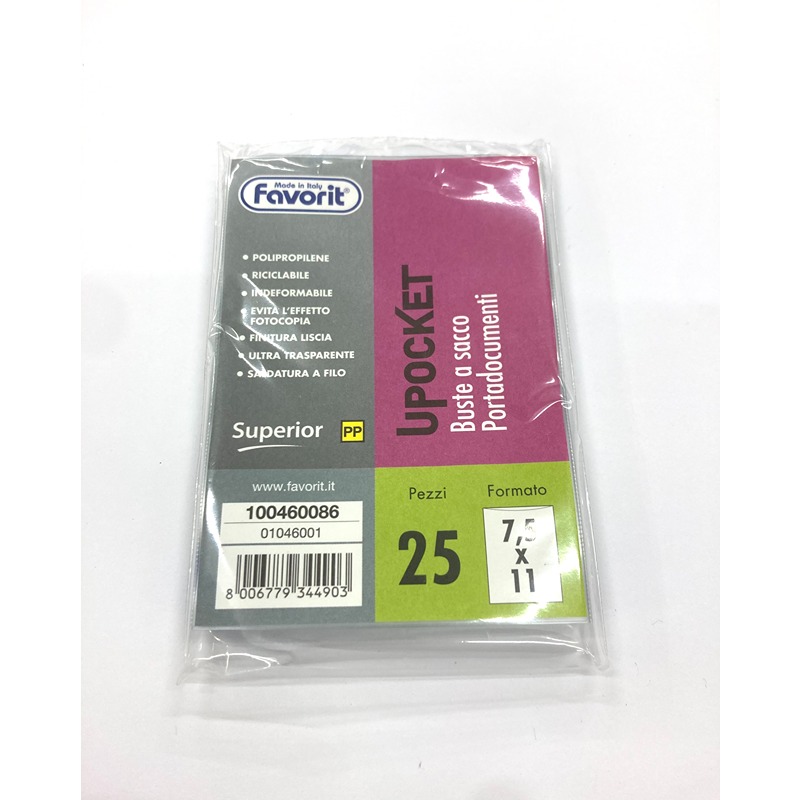 Made in Italy
Favorit®
• POLIPROPILENE
• RICICLABILE
• INDEFORMABILE
• EVITA L'EFFETTO
FOTOCOPIA
• FINITURA LISCIA
• ULTRA TRASPARENTE
• SALDATURA A FILO
Superior PP
UPOCKET
Buste a sacco
Portadocumenti
www.favorit.it
100460086
01046001
8 006779 344903
Pezzi
25
Formato
7,5
x
11